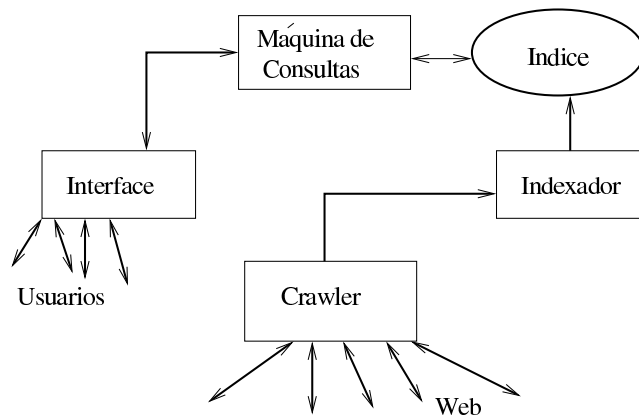 Máquina de
Consultas
Indice
Interface
Indexador
Usuarios
Crawler
Web